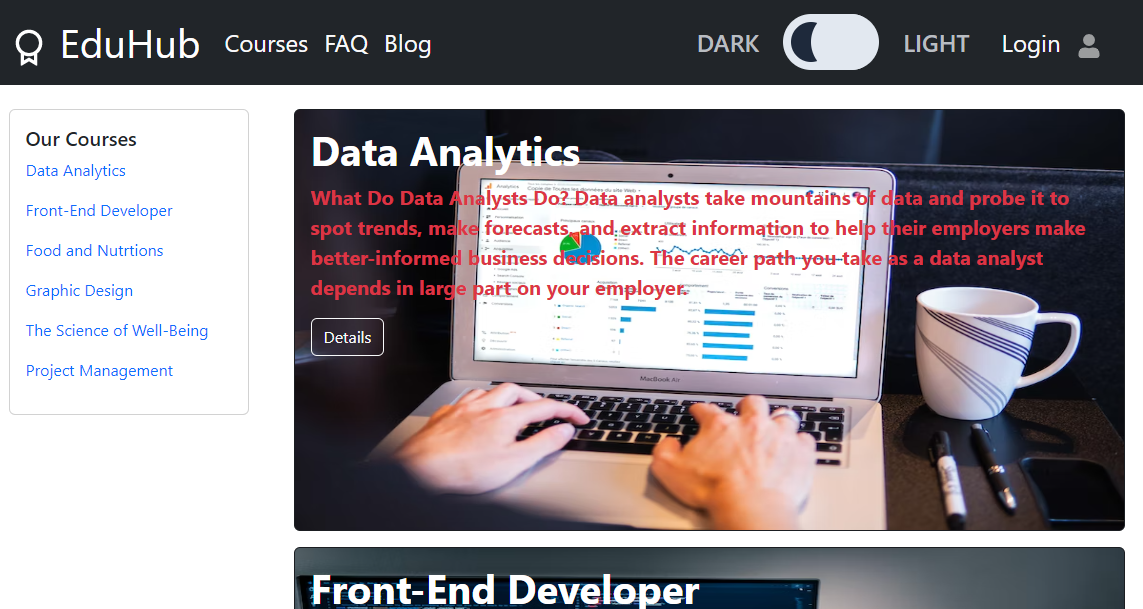 EduHub Courses FAQ Blog DARK LIGHT Login
Our Courses
Data Analytics
Front-End Developer
Food and Nutrtions
Graphic Design
The Science of Well-Being
Project Management
Data Analytics
What Do Data Analysts Do? Data analysts take mountains of data and probe it to
spot trends, make forecasts, and extract information to help their employers make
better-informed business decisions. The career path you take as a data analyst
depends in large part on your employer.
Details
MacBook Air
Front-End Developer